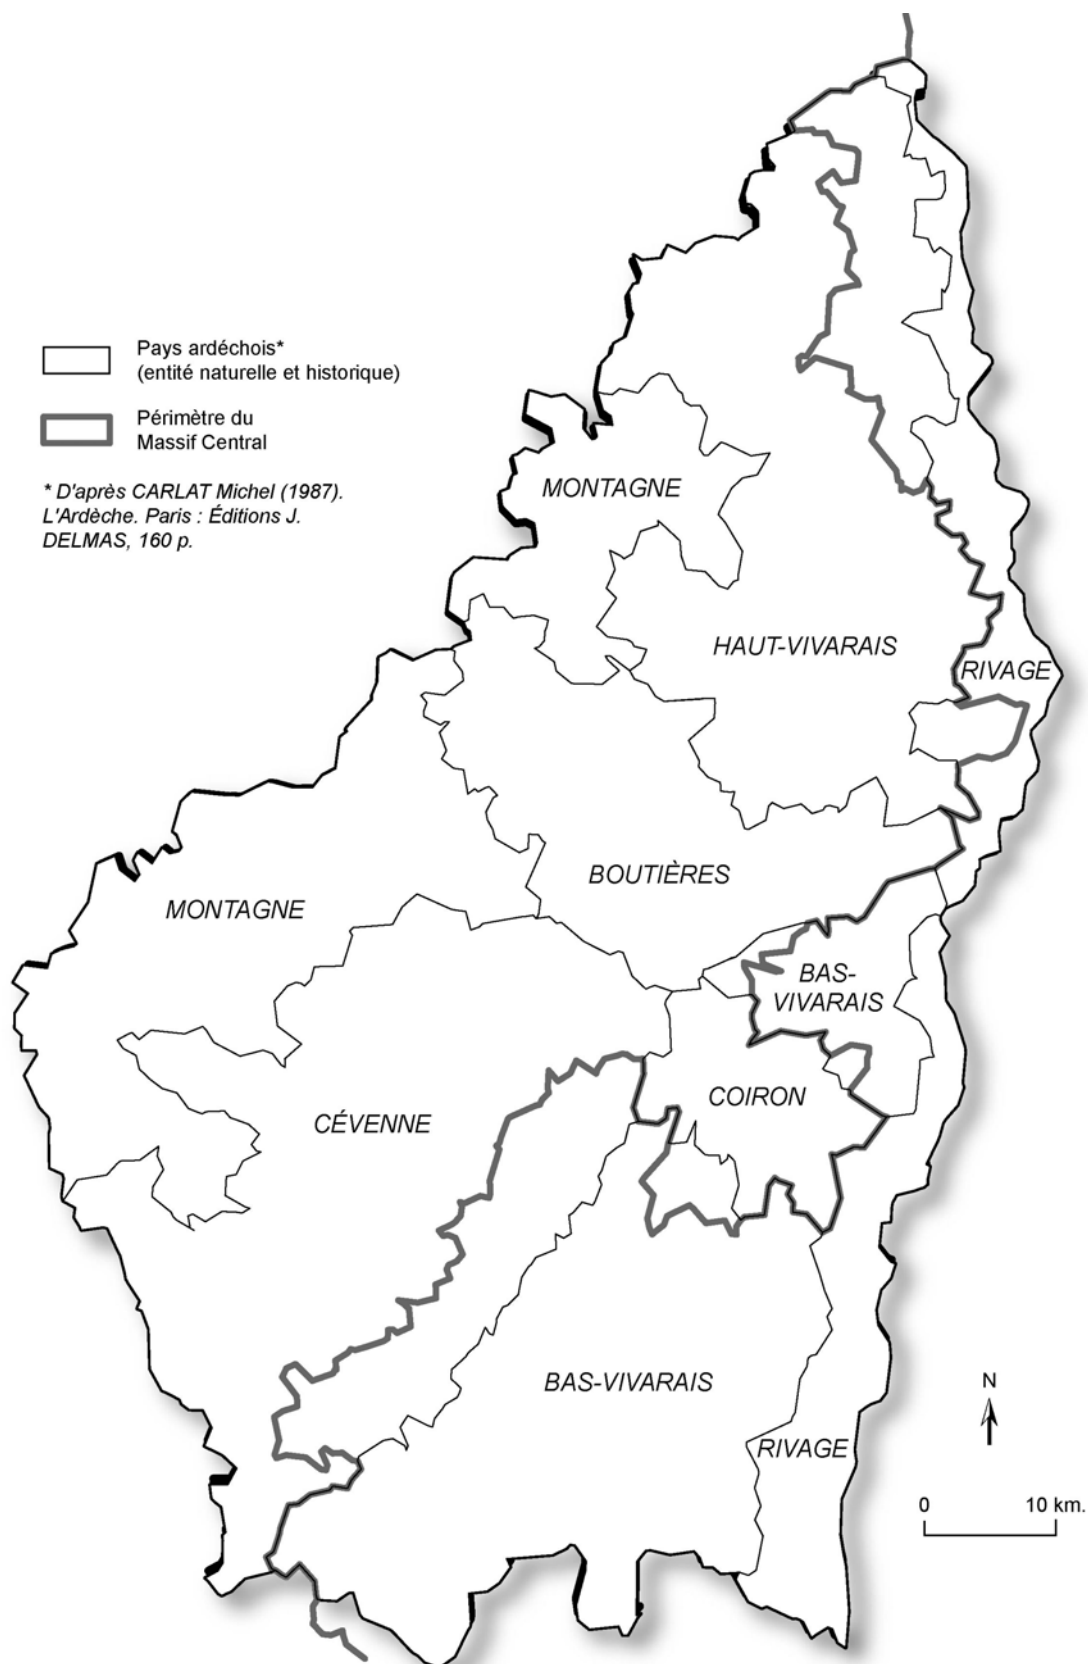 Pays ardéchois*
(entité naturelle et historique)
Périmètre du
Massif Central
* D'après CARLAT Michel (1987).
L'Ardèche. Paris : Éditions J.
DELMAS, 160 p.
MONTAGNE
HAUT-VIVARAIS
RIVAGE
BOUTIÈRES
MONTAGNE
BAS-
VIVARAIS
COIRON
CÉVENNE
BAS-VIVARAIS
RIVAGE
N
0 10 km.